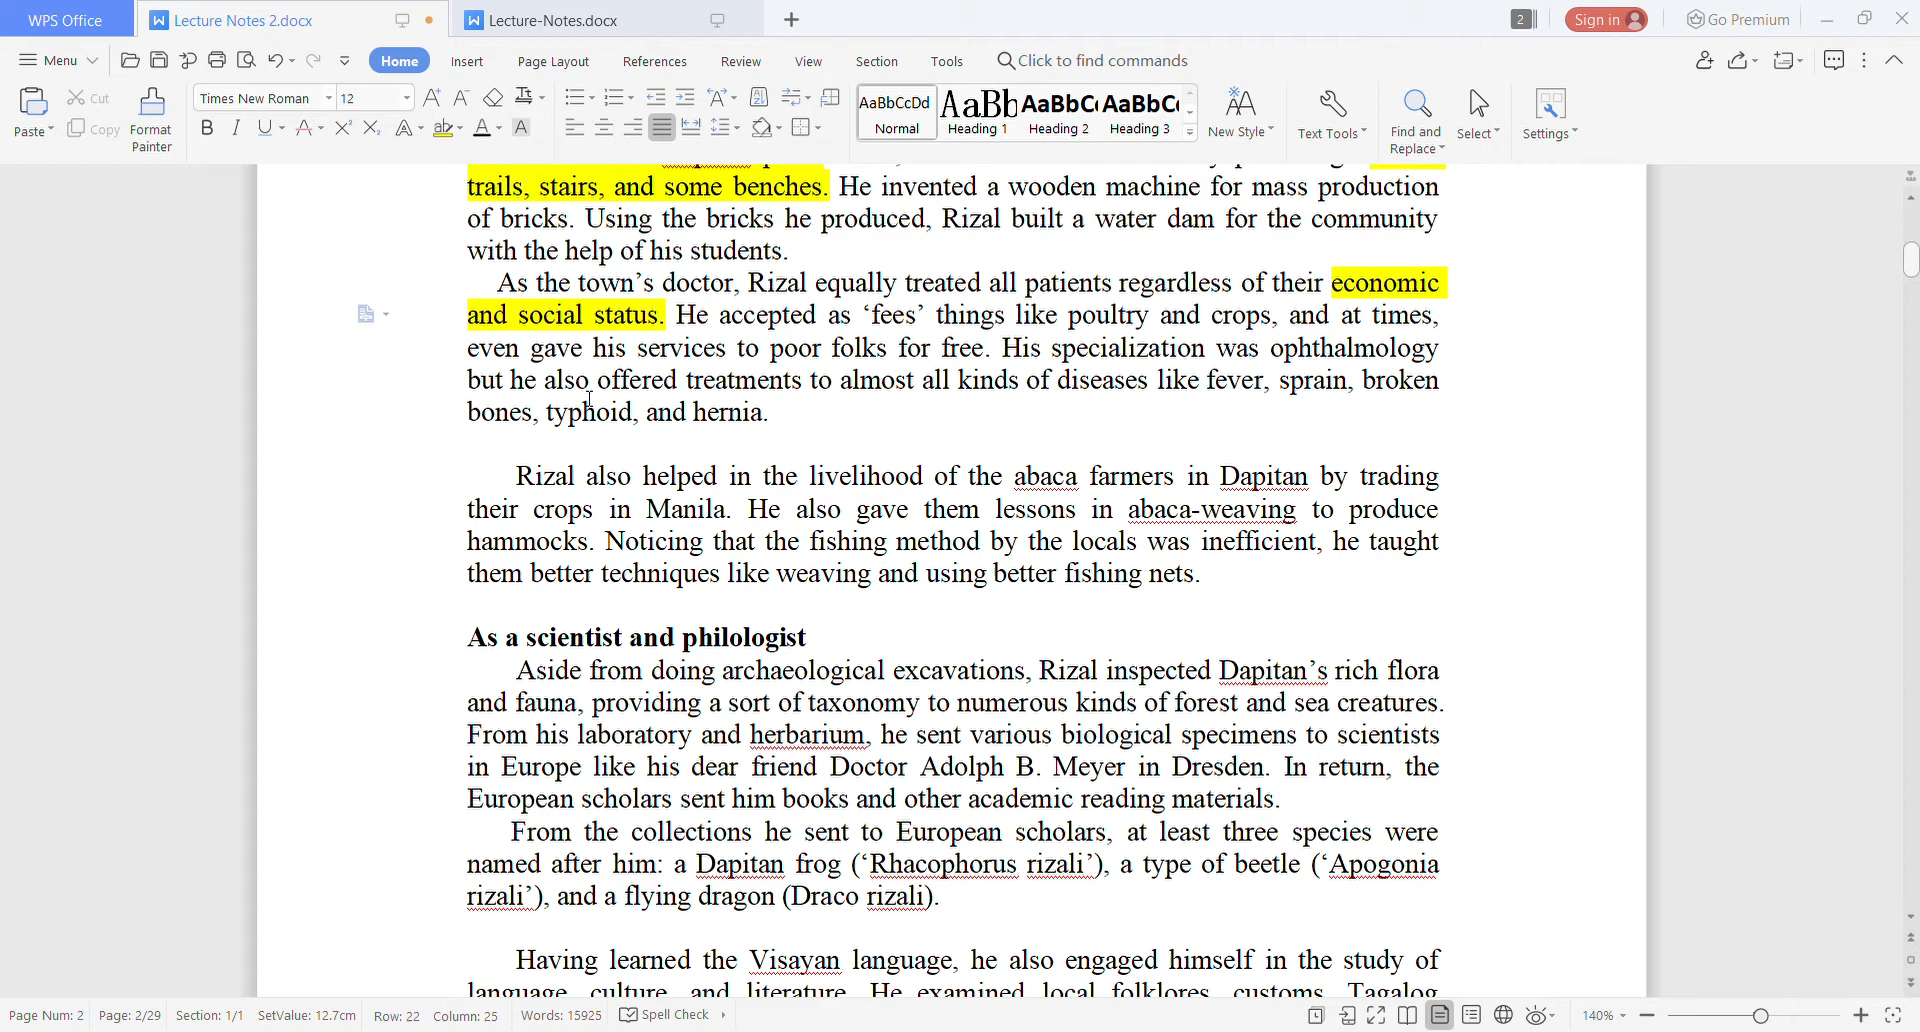 WPS Office
Lecture Notes 2.docx
Lecture-Notes.docx
2
Sign in
Go Premium
Menu
Home
Insert
Page Layout
References
Review
View
Section
Tools
Click to find commands
Paste
Cut
Copy
Format Painter
Times New Roman
12
AaBbCcDd
Normal
AaBb
Heading 1
AaBbC
Heading 2
AaBbC
Heading 3
New Style
Text Tools
Find and Replace
Select
Settings
trails, stairs, and some benches. He invented a wooden machine for mass production
of bricks. Using the bricks he produced, Rizal built a water dam for the community
with the help of his students.
As the town’s doctor, Rizal equally treated all patients regardless of their economic
and social status. He accepted as ‘fees’ things like poultry and crops, and at times,
even gave his services to poor folks for free. His specialization was ophthalmology
but he also offered treatments to almost all kinds of diseases like fever, sprain, broken
bones, typhoid, and hernia.
Rizal also helped in the livelihood of the abaca farmers in Dapitan by trading
their crops in Manila. He also gave them lessons in abaca-weaving to produce
hammocks. Noticing that the fishing method by the locals was inefficient, he taught
them better techniques like weaving and using better fishing nets.
As a scientist and philologist
Aside from doing archaeological excavations, Rizal inspected Dapitan’s rich flora
and fauna, providing a sort of taxonomy to numerous kinds of forest and sea creatures.
From his laboratory and herbarium, he sent various biological specimens to scientists
in Europe like his dear friend Doctor Adolph B. Meyer in Dresden. In return, the
European scholars sent him books and other academic reading materials.
From the collections he sent to European scholars, at least three species were
named after him: a Dapitan frog (‘Rhacophorus rizali’), a type of beetle (‘Apogonia
rizali’), and a flying dragon (Draco rizali).
Having learned the Visayan language, he also engaged himself in the study of
language, culture, and literature. He examined local folklores, customs, Tagalog
Page Num: 2
Page: 2/29
Section: 1/1
SetValue: 12.7cm
Row: 22
Column: 25
Words: 15925
Spell Check
140%